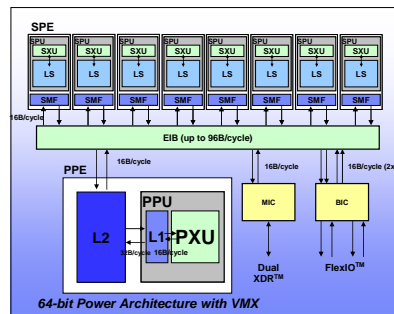 SPE
SPU SPU SPU SPU SPU SPU SPU SPU
SXU SXU SXU SXU SXU SXU SXU SXU
LS LS LS LS LS LS LS LS
SMF SMF SMF SMF SMF SMF SMF SMF
16B/cycle
EIB (up to 96B/cycle)
16B/cycle 16B/cycle 16B/cycle (2x)
PPE
PPU
L2 L1 PXU
32B/cycle 16B/cycle
MIC BIC
Dual XDR™ FlexIO™
64-bit Power Architecture with VMX